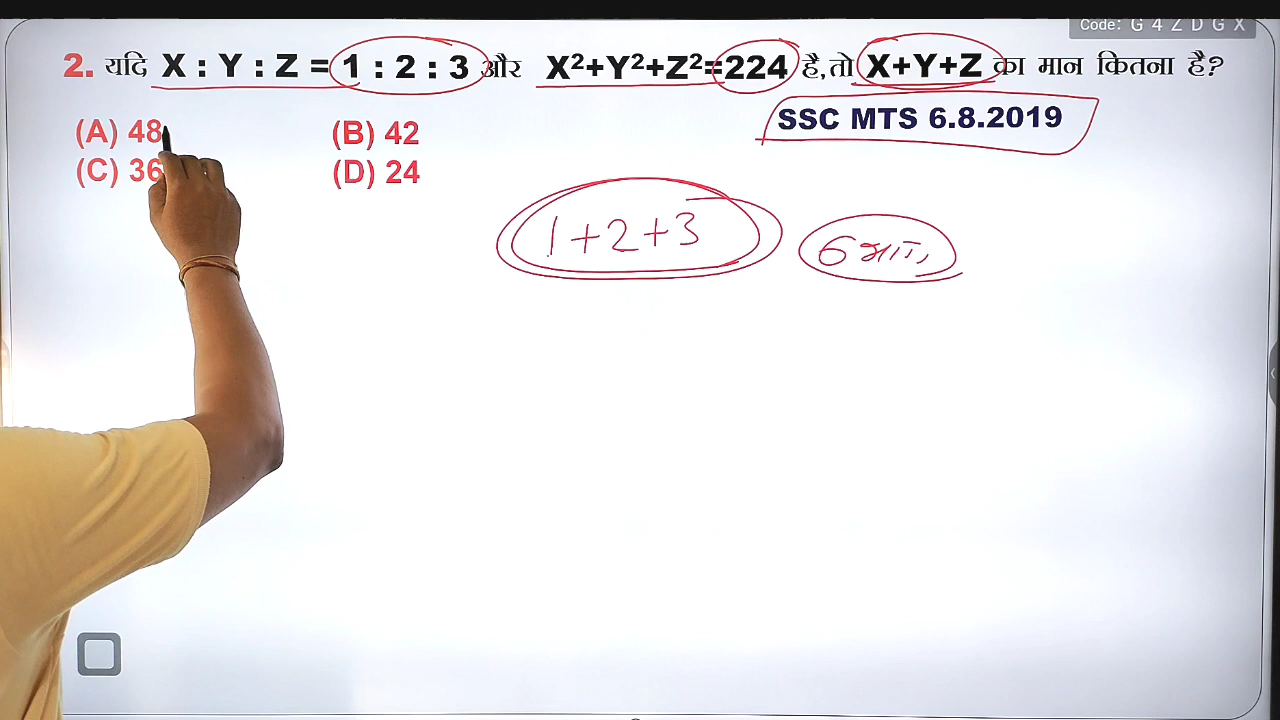 Code: G 4 Z D G X
2. यदि X : Y : Z = 1 : 2 : 3 और X²+Y²+Z²=224 है, तो X+Y+Z का मान कितना है?
SSC MTS 6.8.2019
(A) 48 (B) 42
(C) 36 (D) 24
1+2+3 6